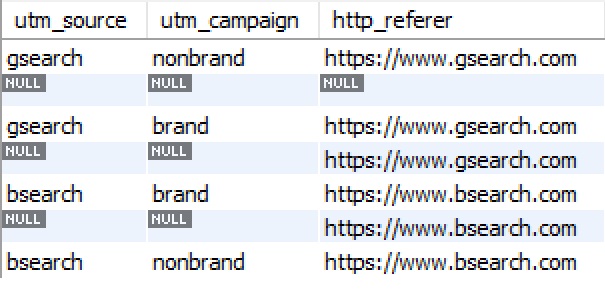 utm_source utm_campaign http_referer
gsearch nonbrand https://www.gsearch.com
NULL NULL NULL
gsearch brand https://www.gsearch.com
NULL NULL https://www.gsearch.com
bsearch brand https://www.bsearch.com
NULL NULL https://www.bsearch.com
bsearch nonbrand https://www.bsearch.com